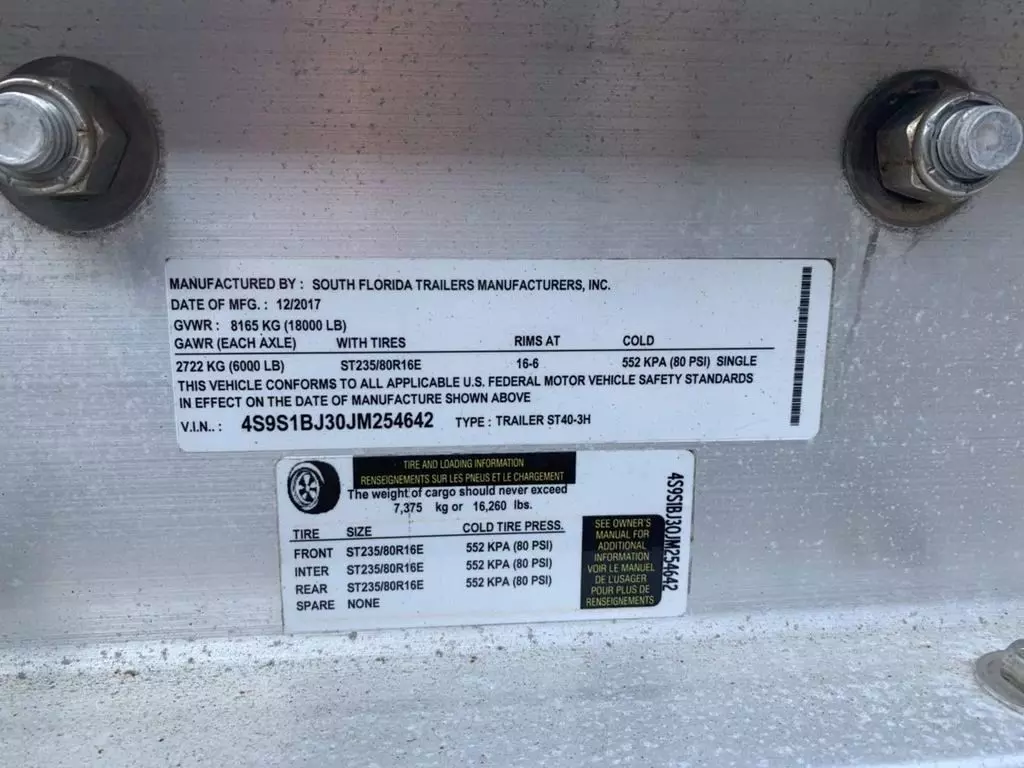 MANUFACTURED BY : SOUTH FLORIDA TRAILERS MANUFACTURERS, INC.
DATE OF MFG. : 12/2017
GVWR : 8165 KG (18000 LB)
GAWR (EACH AXLE) WITH TIRES RIMS AT COLD
2722 KG (6000 LB) ST235/80R16E 16-6 552 KPA (80 PSI) SINGLE
THIS VEHICLE CONFORMS TO ALL APPLICABLE U.S. FEDERAL MOTOR VEHICLE SAFETY STANDARDS
IN EFFECT ON THE DATE OF MANUFACTURE SHOWN ABOVE
V.I.N.. : 4S9S1BJ30JM254642 TYPE : TRAILER ST40-3H
TIRE AND LOADING INFORMATION
RENSEIGNEMENTS SUR LES PNEUS ET LE CHARGEMENT
The weight of cargo should never exceed
7,375 kg or 16,260 lbs.
TIRE SIZE COLD TIRE PRESS.
FRONT ST235/80R16E 552 KPA (80 PSI)
INTER ST235/80R16E 552 KPA (80 PSI)
REAR ST235/80R16E 552 KPA (80 PSI)
SPARE NONE
SEE OWNER'S
MANUAL FOR
ADDITIONAL
INFORMATION
VOIR LE MANUEL
DE L'USAGER
POUR PLUS DE
RENSEIGNEMENTS
4S9S1BJ30JM254642